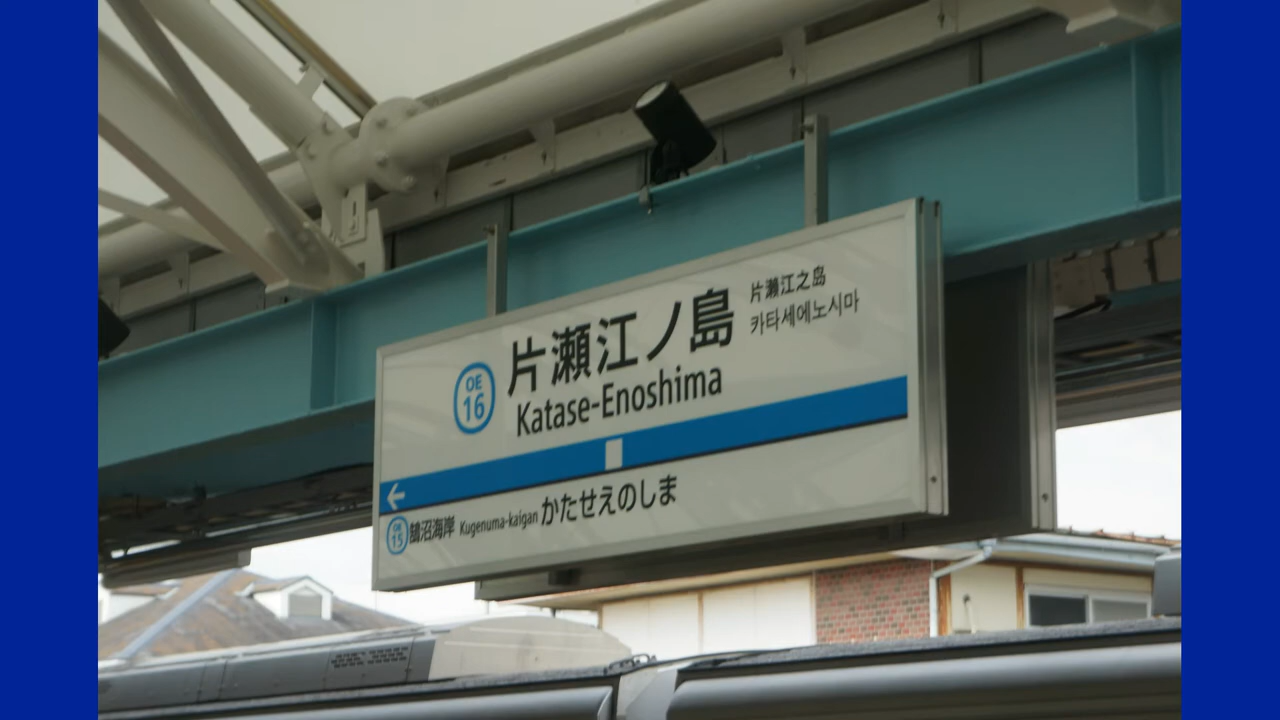 OE
16
片瀬江ノ島
Katase-Enoshima
片瀬江之岛
카타세에노시마
かたせえのしま
←
OE
15
鵠沼海岸 Kugenuma-kaigan